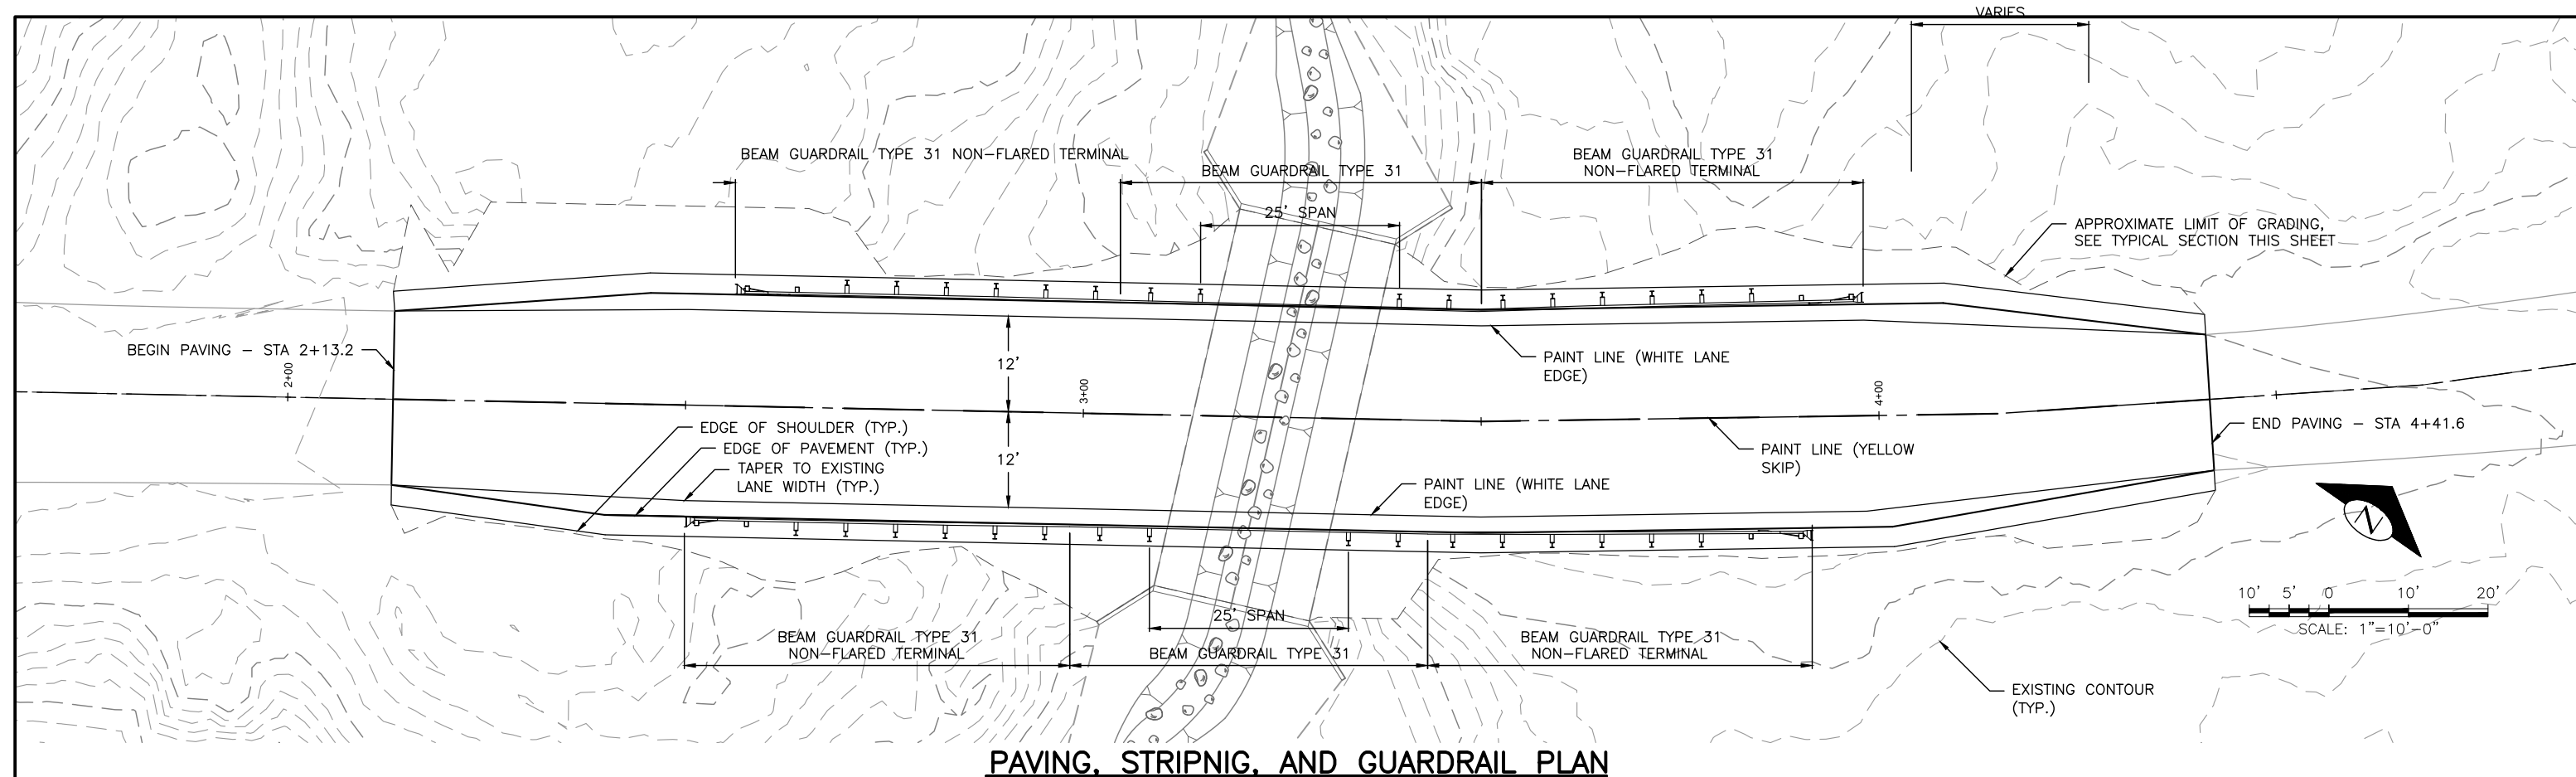 VARIES
BEAM GUARDRAIL TYPE 31 NON-FLARED TERMINAL
BEAM GUARDRAIL TYPE 31
BEAM GUARDRAIL TYPE 31
NON-FLARED TERMINAL
25' SPAN
APPROXIMATE LIMIT OF GRADING,
SEE TYPICAL SECTION THIS SHEET
BEGIN PAVING - STA 2+13.2
2+00
12'
3+00
PAINT LINE (WHITE LANE
EDGE)
4+00
12'
EDGE OF SHOULDER (TYP.)
EDGE OF PAVEMENT (TYP.)
TAPER TO EXISTING
LANE WIDTH (TYP.)
PAINT LINE (YELLOW
SKIP)
END PAVING - STA 4+41.6
PAINT LINE (WHITE LANE
EDGE)
N
10' 5' 0 10' 20'
SCALE: 1"=10'-0"
25' SPAN
BEAM GUARDRAIL TYPE 31
NON-FLARED TERMINAL
BEAM GUARDRAIL TYPE 31
BEAM GUARDRAIL TYPE 31
NON-FLARED TERMINAL
EXISTING CONTOUR
(TYP.)
PAVING, STRIPNIG, AND GUARDRAIL PLAN